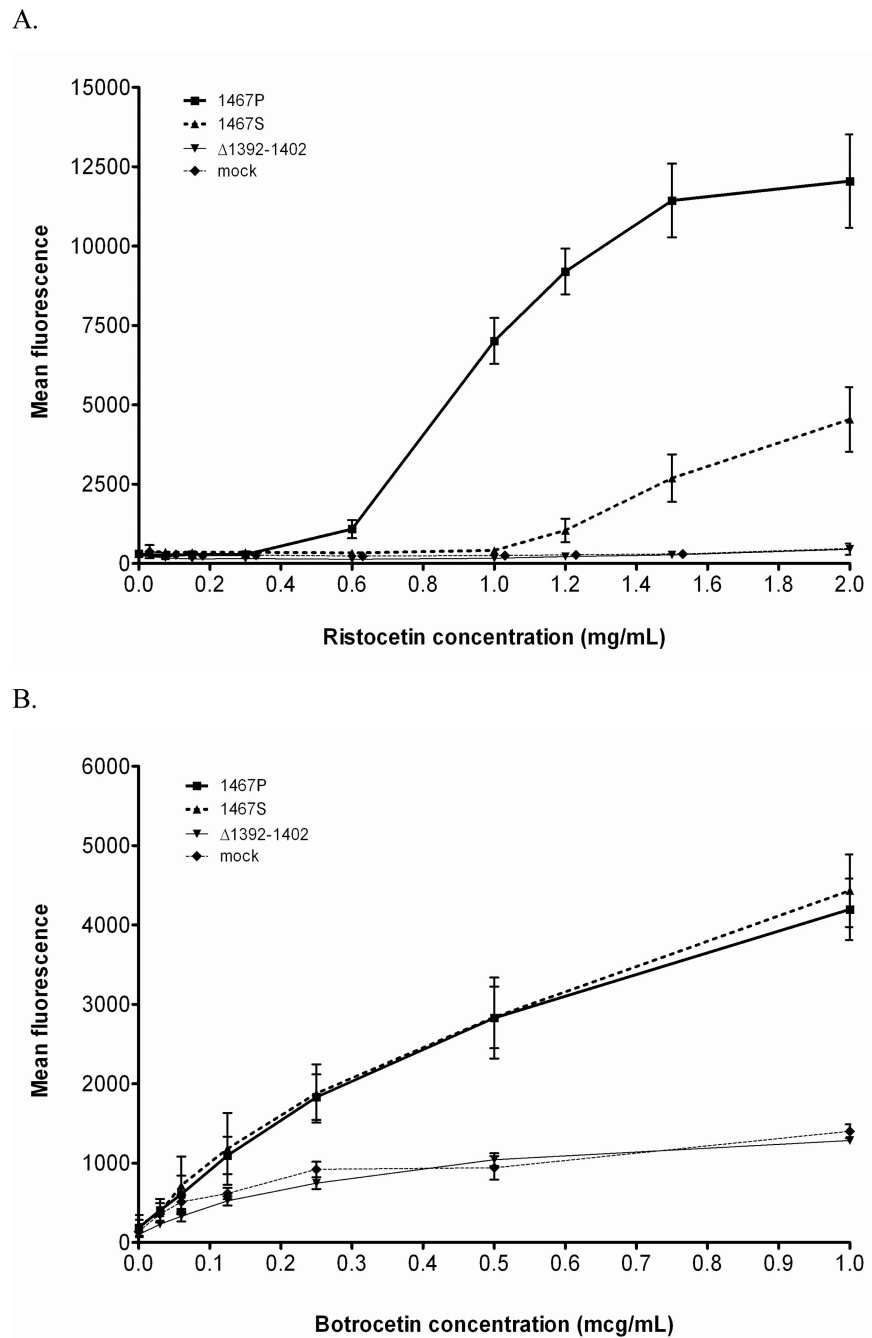 A.
15000
12500
10000
7500
5000
2500
0
Mean fluorescence
1467P
1467S
Δ1392-1402
mock
0.0 0.2 0.4 0.6 0.8 1.0 1.2 1.4 1.6 1.8 2.0
Ristocetin concentration (mg/mL)
B.
6000
5000
4000
3000
2000
1000
0
Mean fluorescence
1467P
1467S
Δ1392-1402
mock
0.0 0.1 0.2 0.3 0.4 0.5 0.6 0.7 0.8 0.9 1.0
Botrocetin concentration (mcg/mL)